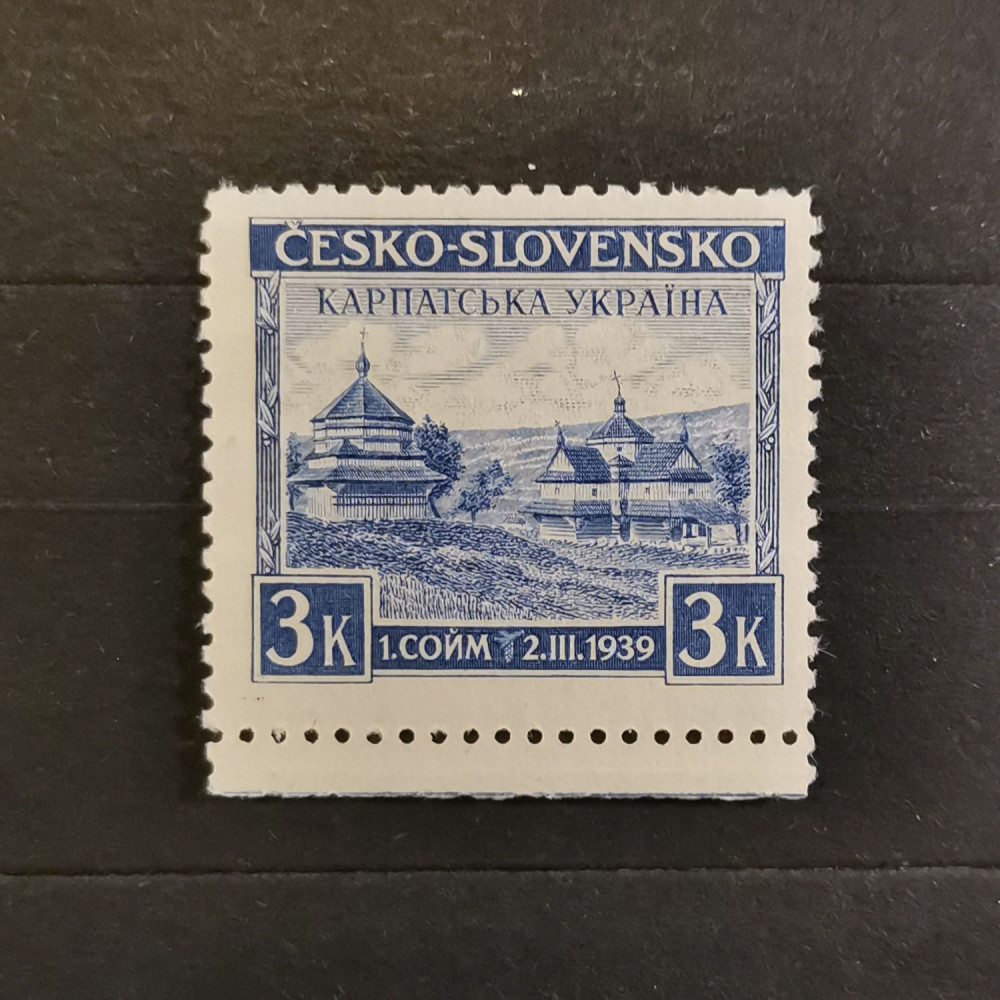 ČESKO-SLOVENSKO
КАРПАТСЬКА УКРАЇНА
3K 1.СОЙМ 2.III.1939 3K